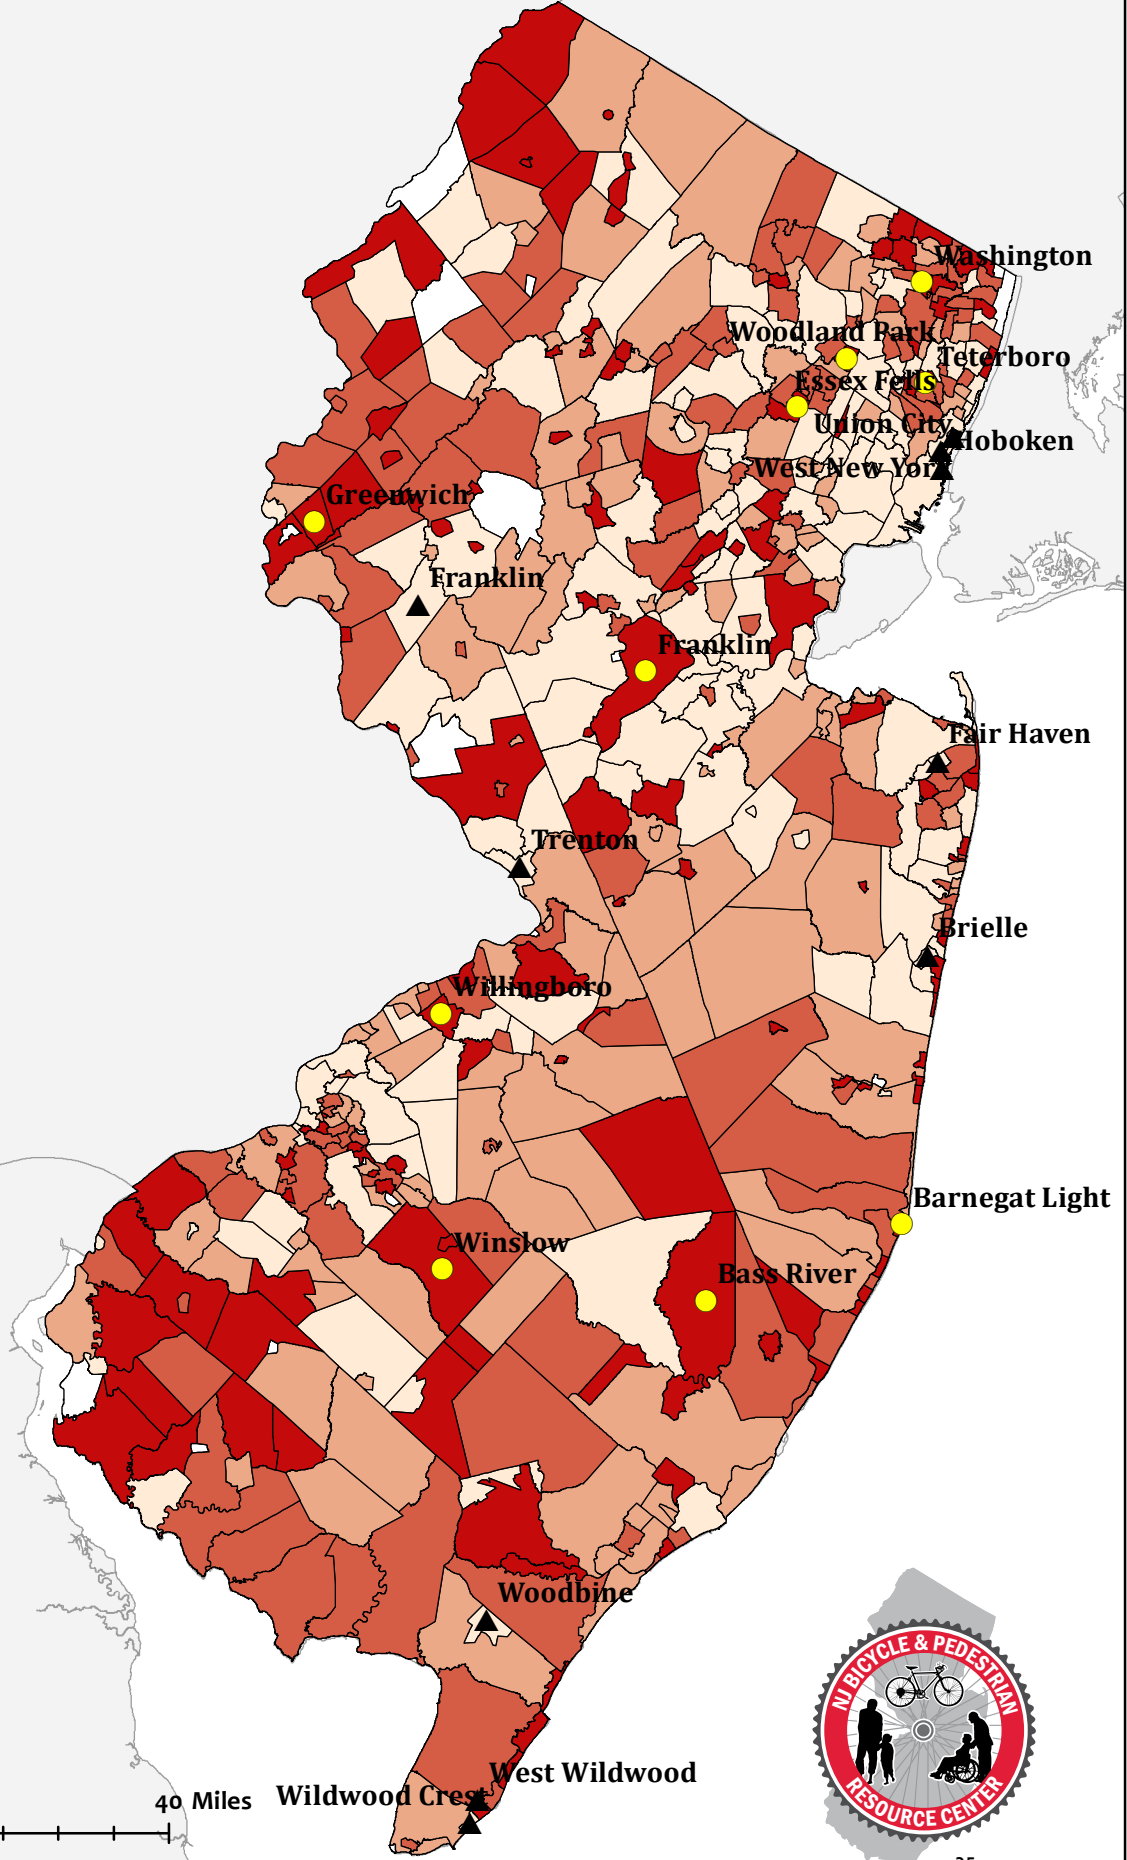 Washington
Woodland Park
Teterboro
Essex Fells
Union City
Hoboken
West New York
Greenwich
Franklin
Franklin
Fair Haven
Trenton
Brielle
Willingboro
Barnegat Light
Winslow
Bass River
Woodbine
NJ BICYCLE & PEDESTRIAN
RESOURCE CENTER
West Wildwood
Wildwood Crest
40 Miles